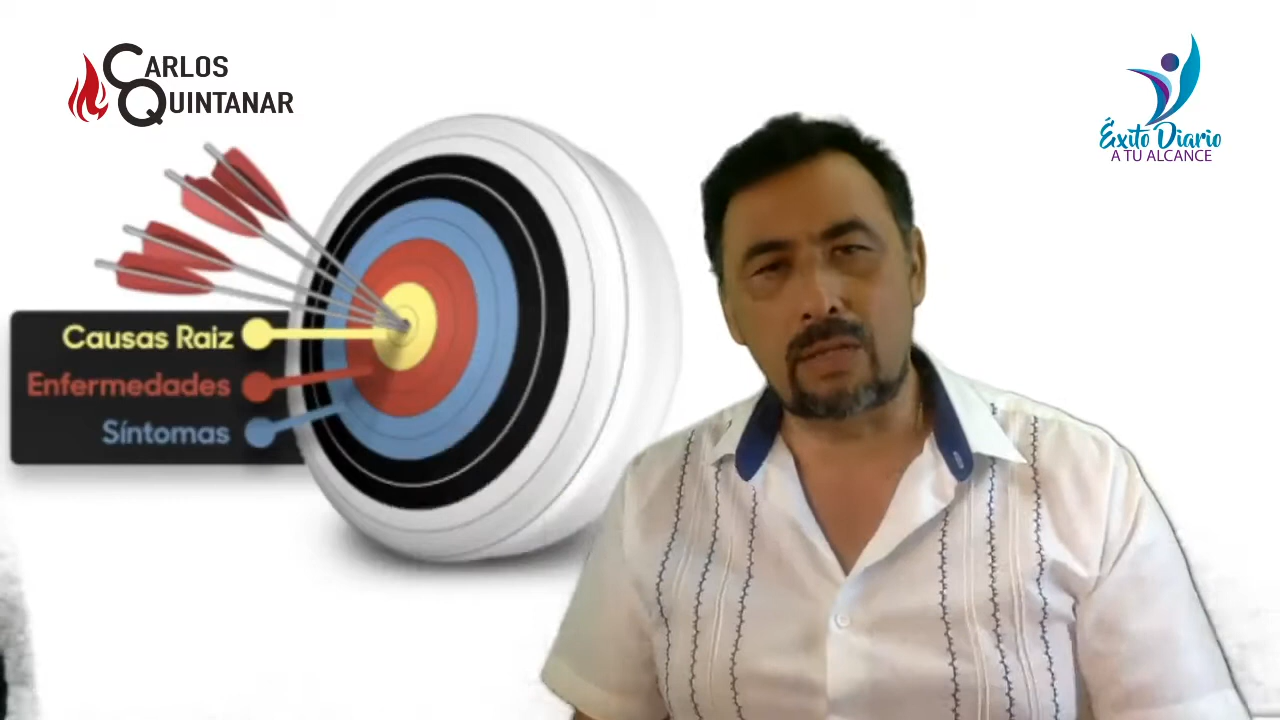 CARLOS
QUINTANAR
Éxito Diario
A TU ALCANCE
Causas Raiz
Enfermedades
Síntomas